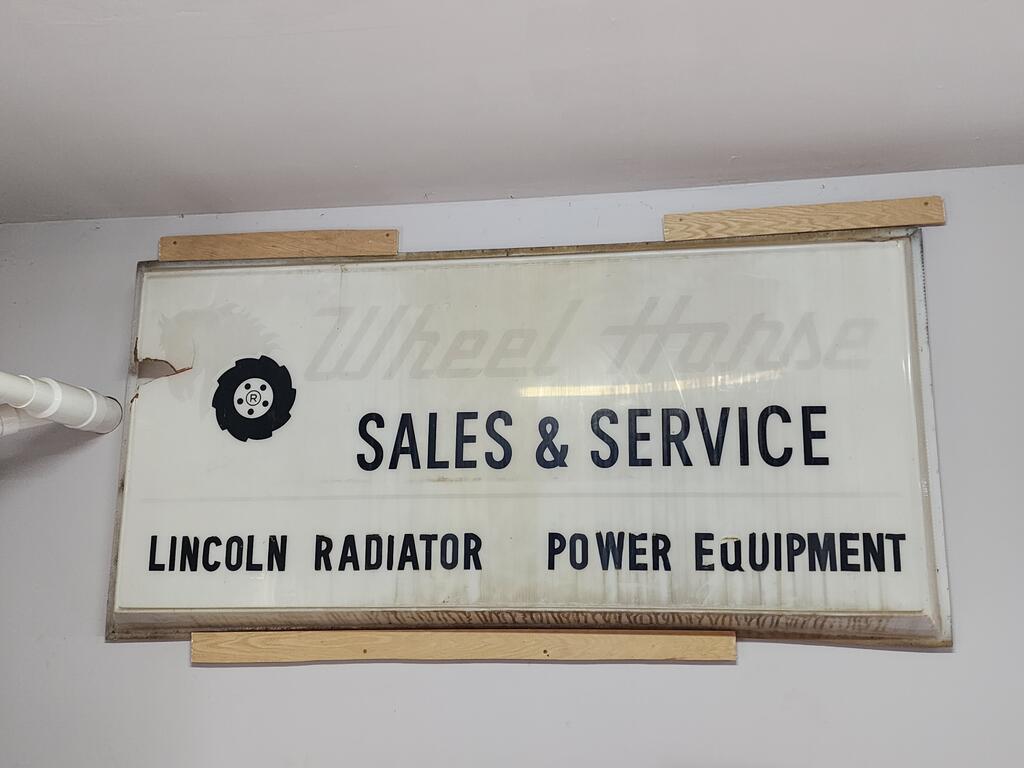 Wheel Horse
®
SALES & SERVICE
LINCOLN RADIATOR POWER EQUIPMENT